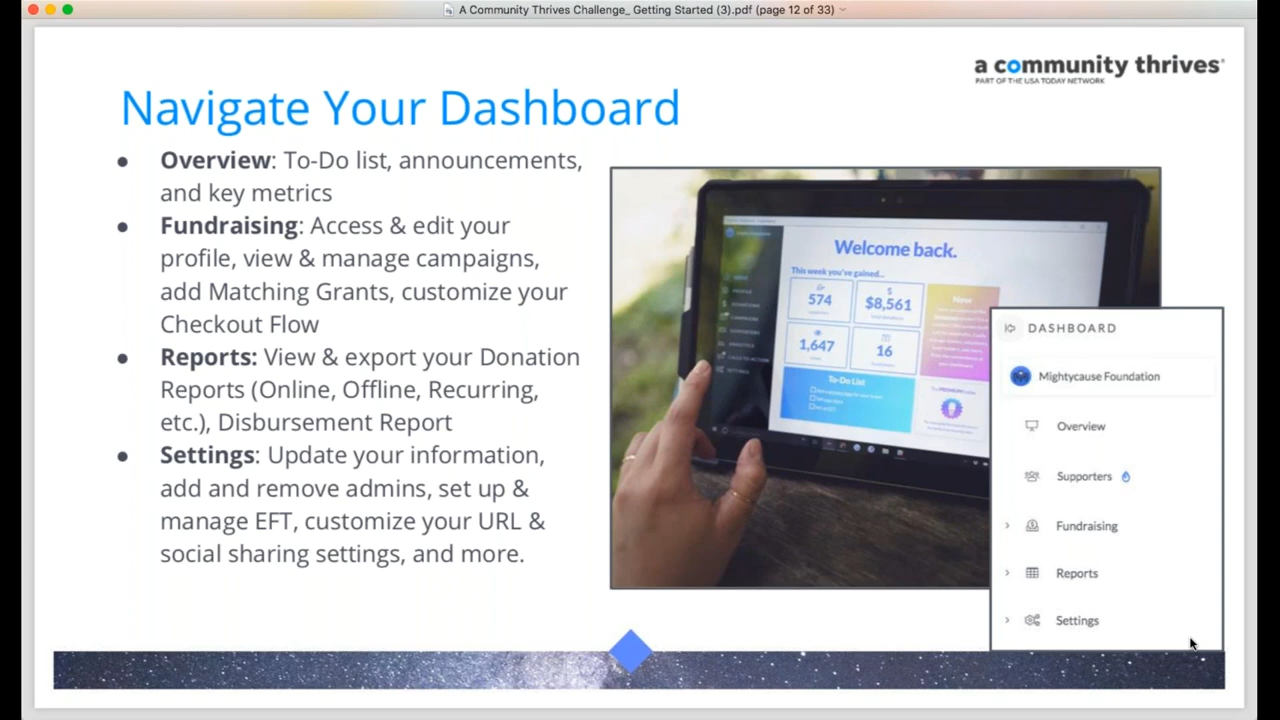 A Community Thrives Challenge_ Getting Started (3).pdf (page 12 of 33)
a community thrives
PART OF THE USA TODAY NETWORK
Navigate Your Dashboard
● Overview: To-Do list, announcements,
and key metrics
● Fundraising: Access & edit your
profile, view & manage campaigns,
add Matching Grants, customize your
Checkout Flow
● Reports: View & export your Donation
Reports (Online, Offline, Recurring,
etc.), Disbursement Report
● Settings: Update your information,
add and remove admins, set up &
manage EFT, customize your URL &
social sharing settings, and more.
Welcome back.
This week you've gained...
574
$8,561
1,647
16
New
To-Do List
DASHBOARD
Mightycause Foundation
Overview
Supporters
Fundraising
Reports
Settings